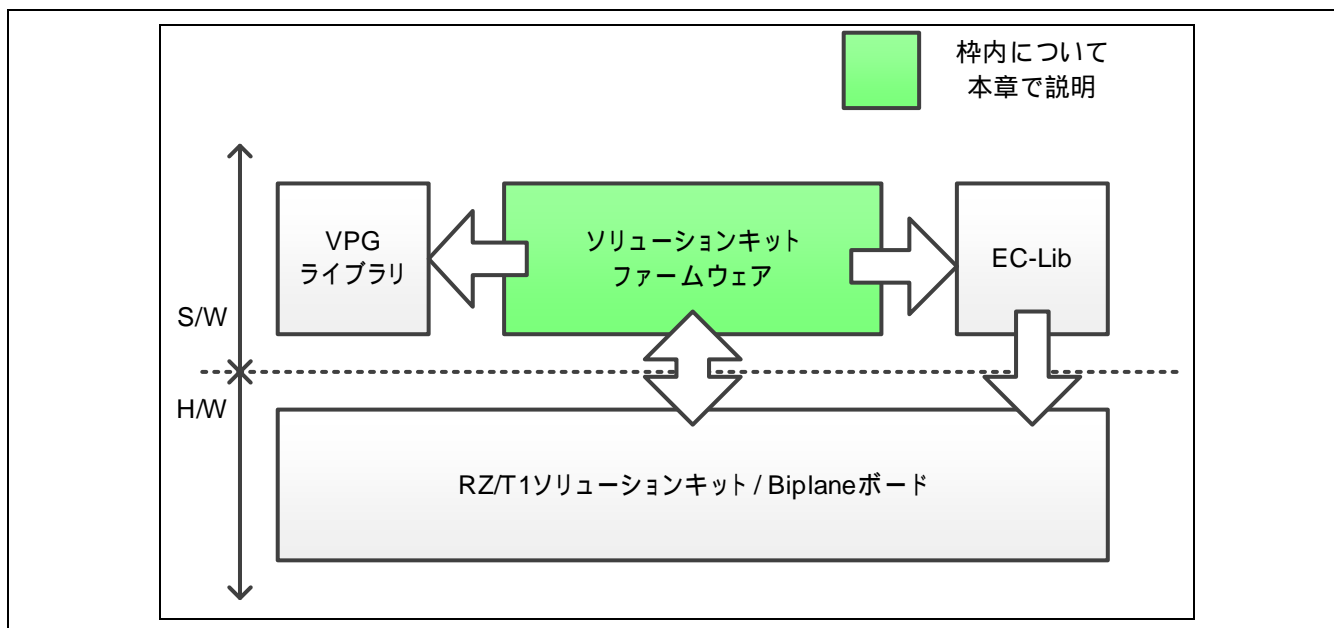 枠内について
本章で説明
VPG
ライブラリ
ソリューションキット
ファームウェア
EC-Lib
S/W
H/W
RZ/T1ソリューションキット / Biplaneボード